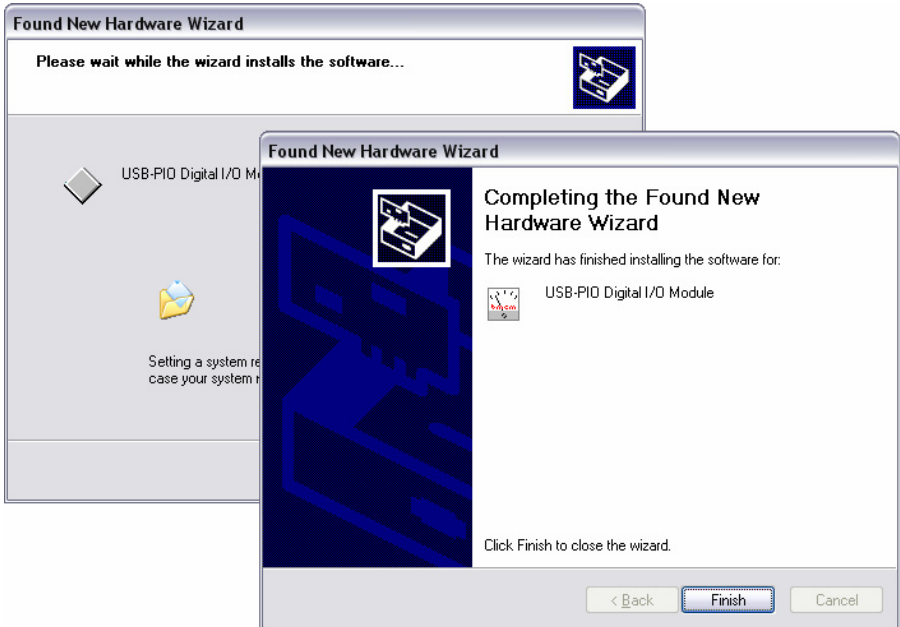 Found New Hardware Wizard
Please wait while the wizard installs the software...
USB-PIO Digital I/O
Setting a system
case your system
Found New Hardware Wizard
Completing the Found New
Hardware Wizard
The wizard has finished installing the software for:
USB-PIO Digital I/O Module
Click Finish to close the wizard.
< Back
Finish
Cancel